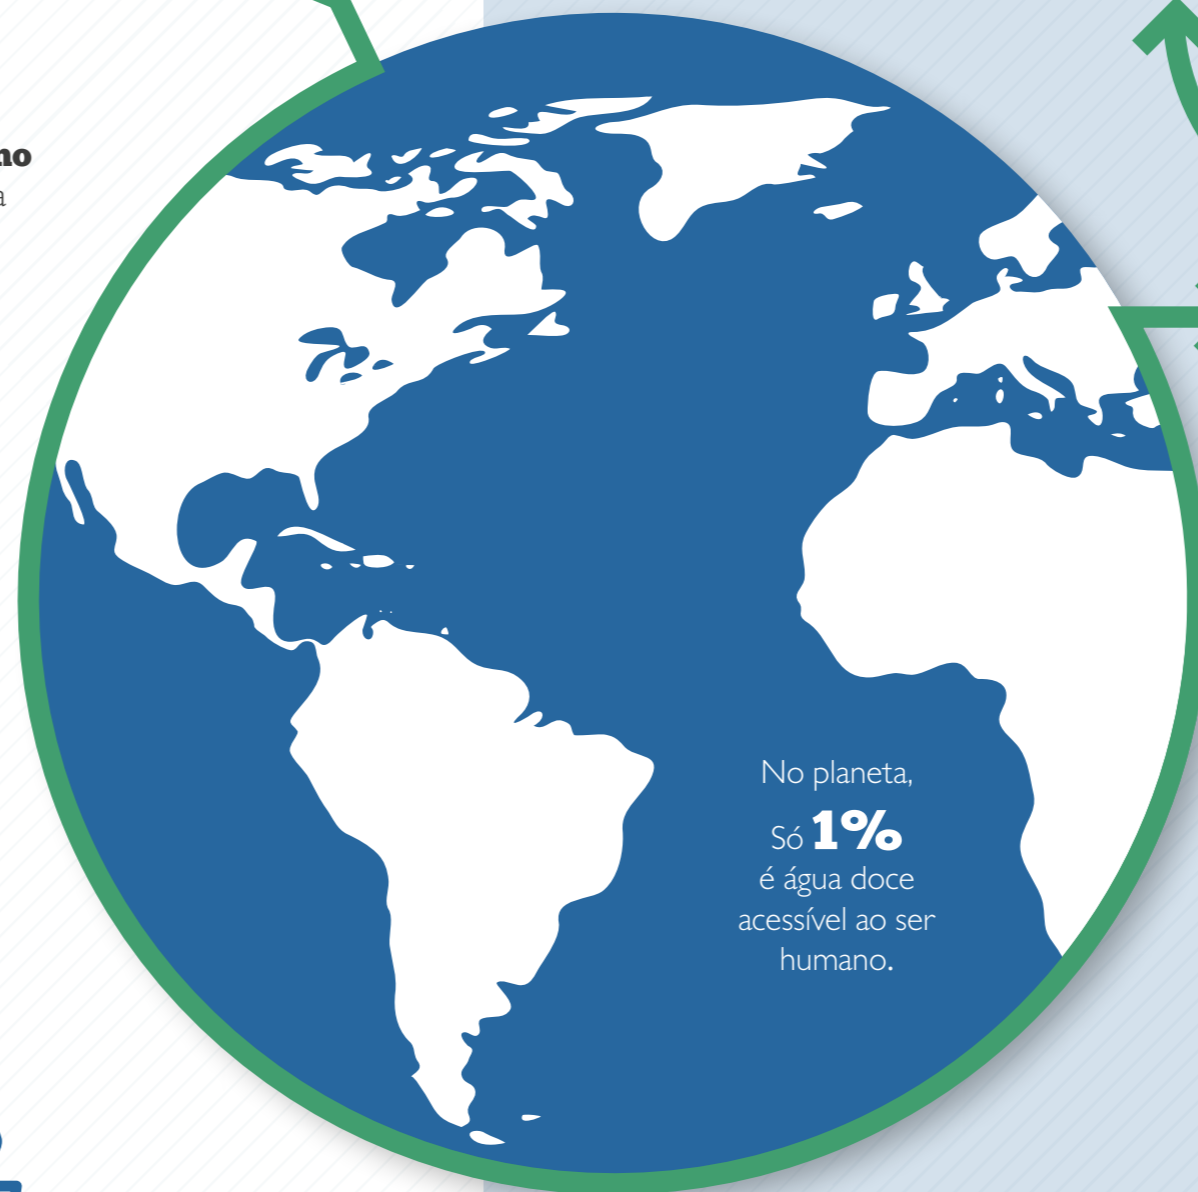 No planeta,
Só 1%
é água doce
acessível ao ser
humano.